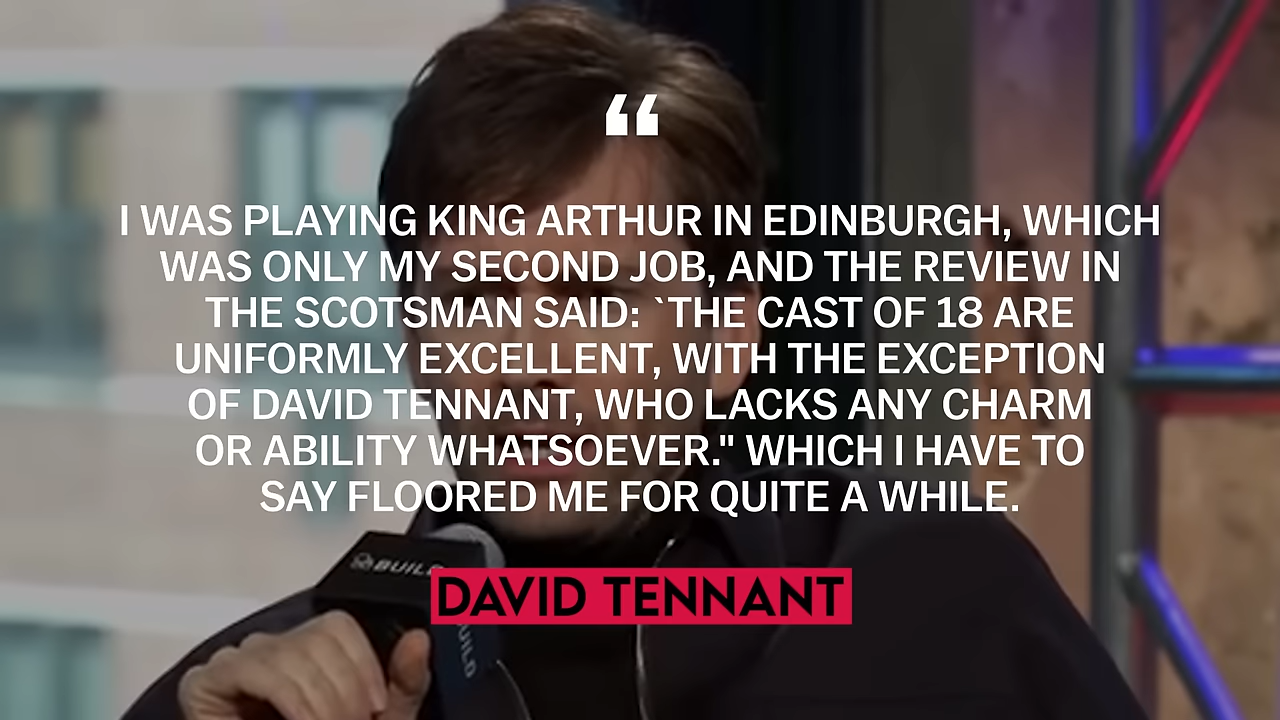 “
I WAS PLAYING KING ARTHUR IN EDINBURGH, WHICH
WAS ONLY MY SECOND JOB, AND THE REVIEW IN
THE SCOTSMAN SAID: `THE CAST OF 18 ARE
UNIFORMLY EXCELLENT, WITH THE EXCEPTION
OF DAVID TENNANT, WHO LACKS ANY CHARM
OR ABILITY WHATSOEVER." WHICH I HAVE TO
SAY FLOORED ME FOR QUITE A WHILE.
BUILD
DAVID TENNANT
BUILD